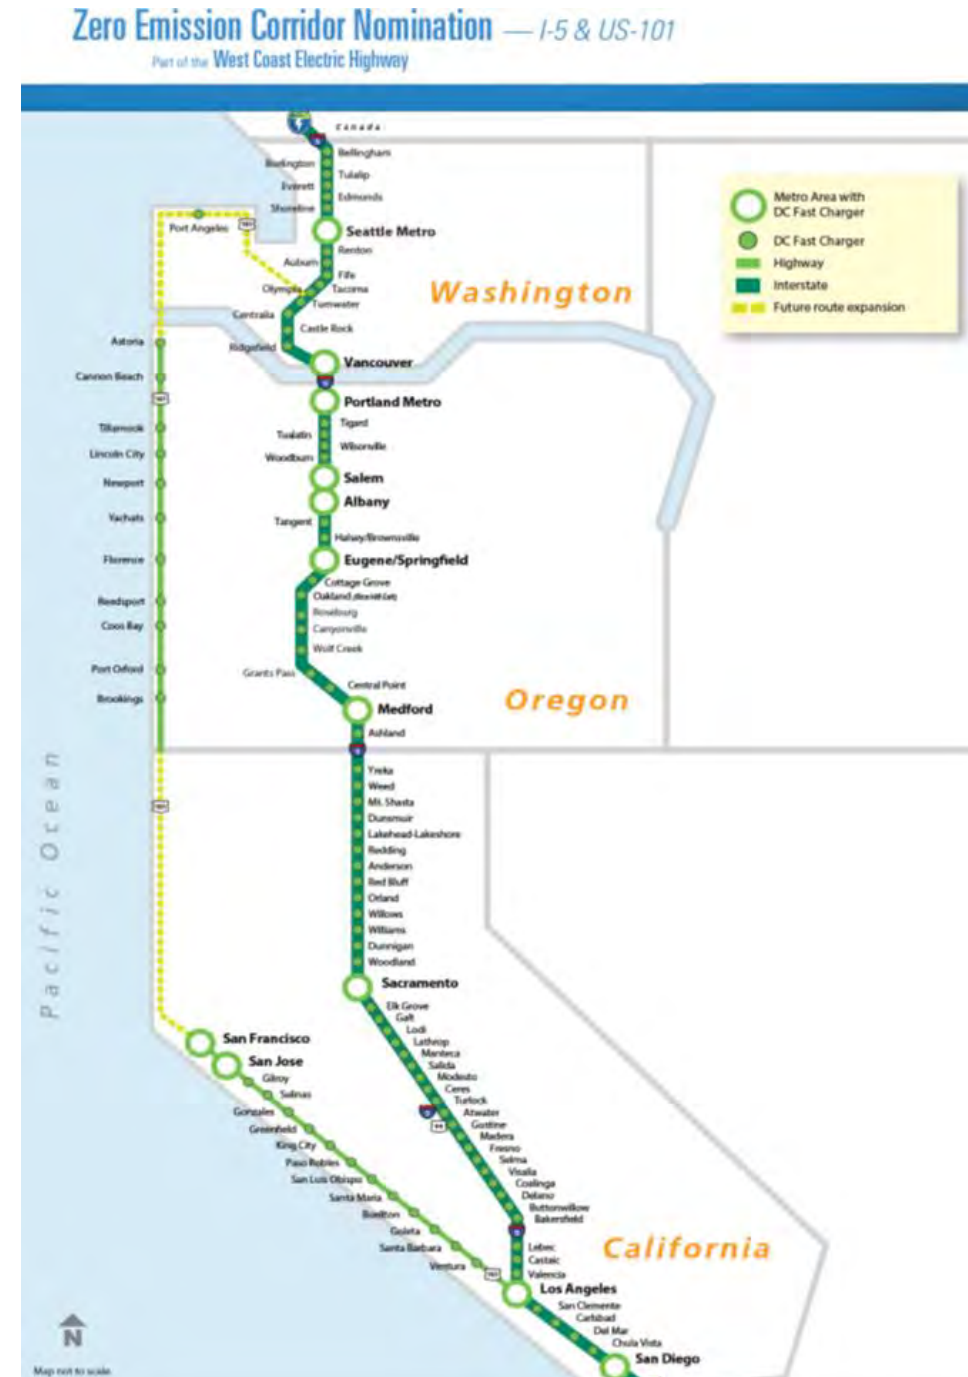 Zero Emission Corridor Nomination — I-5 & US-101
Part of the West Coast Electric Highway
Canada
Bellingham
Burlington
Tulalip
Everett
Edmonds
Shoreline
Seattle Metro
Renton
Auburn
Fife
Tacoma
Olympia
Tumwater
Centralia
Castle Rock
Ridgefield
Vancouver
Port Angeles
101
Washington
Metro Area with
DC Fast Charger
DC Fast Charger
Highway
Interstate
Future route expansion
Astoria
Cannon Beach
101
Tillamook
Lincoln City
Newport
Yachats
Florence
Reedsport
Coos Bay
Port Orford
Brookings
Portland Metro
Tigard
Tualatin
Wilsonville
Woodburn
Salem
Albany
Tangent
Halsey/Brownsville
Eugene/Springfield
Cottage Grove
Oakland
Roseburg
Canyonville
Wolf Creek
Grants Pass
Central Point
Medford
Ashland
Oregon
Pacific Ocean
101
Yreka
Weed
Mt. Shasta
Dunsmuir
Lakehead-Lakeshore
Redding
Anderson
Red Bluff
Orland
Willows
Williams
Dunnigan
Woodland
Sacramento
Elk Grove
Galt
Lodi
Lathrop
Manteca
Salida
Modesto
Ceres
Turlock
Atwater
Gustine
Madera
Fresno
Selma
Visalia
Coalinga
Delano
Buttonwillow
Bakersfield
5
99
Lebec
Castaic
Valencia
Los Angeles
San Clemente
Carlsbad
Del Mar
Chula Vista
San Diego
San Francisco
San Jose
Gilroy
Salinas
Gonzales
Greenfield
King City
Paso Robles
San Luis Obispo
Santa Maria
Buellton
Goleta
Santa Barbara
Ventura
101
California
N
Map not to scale